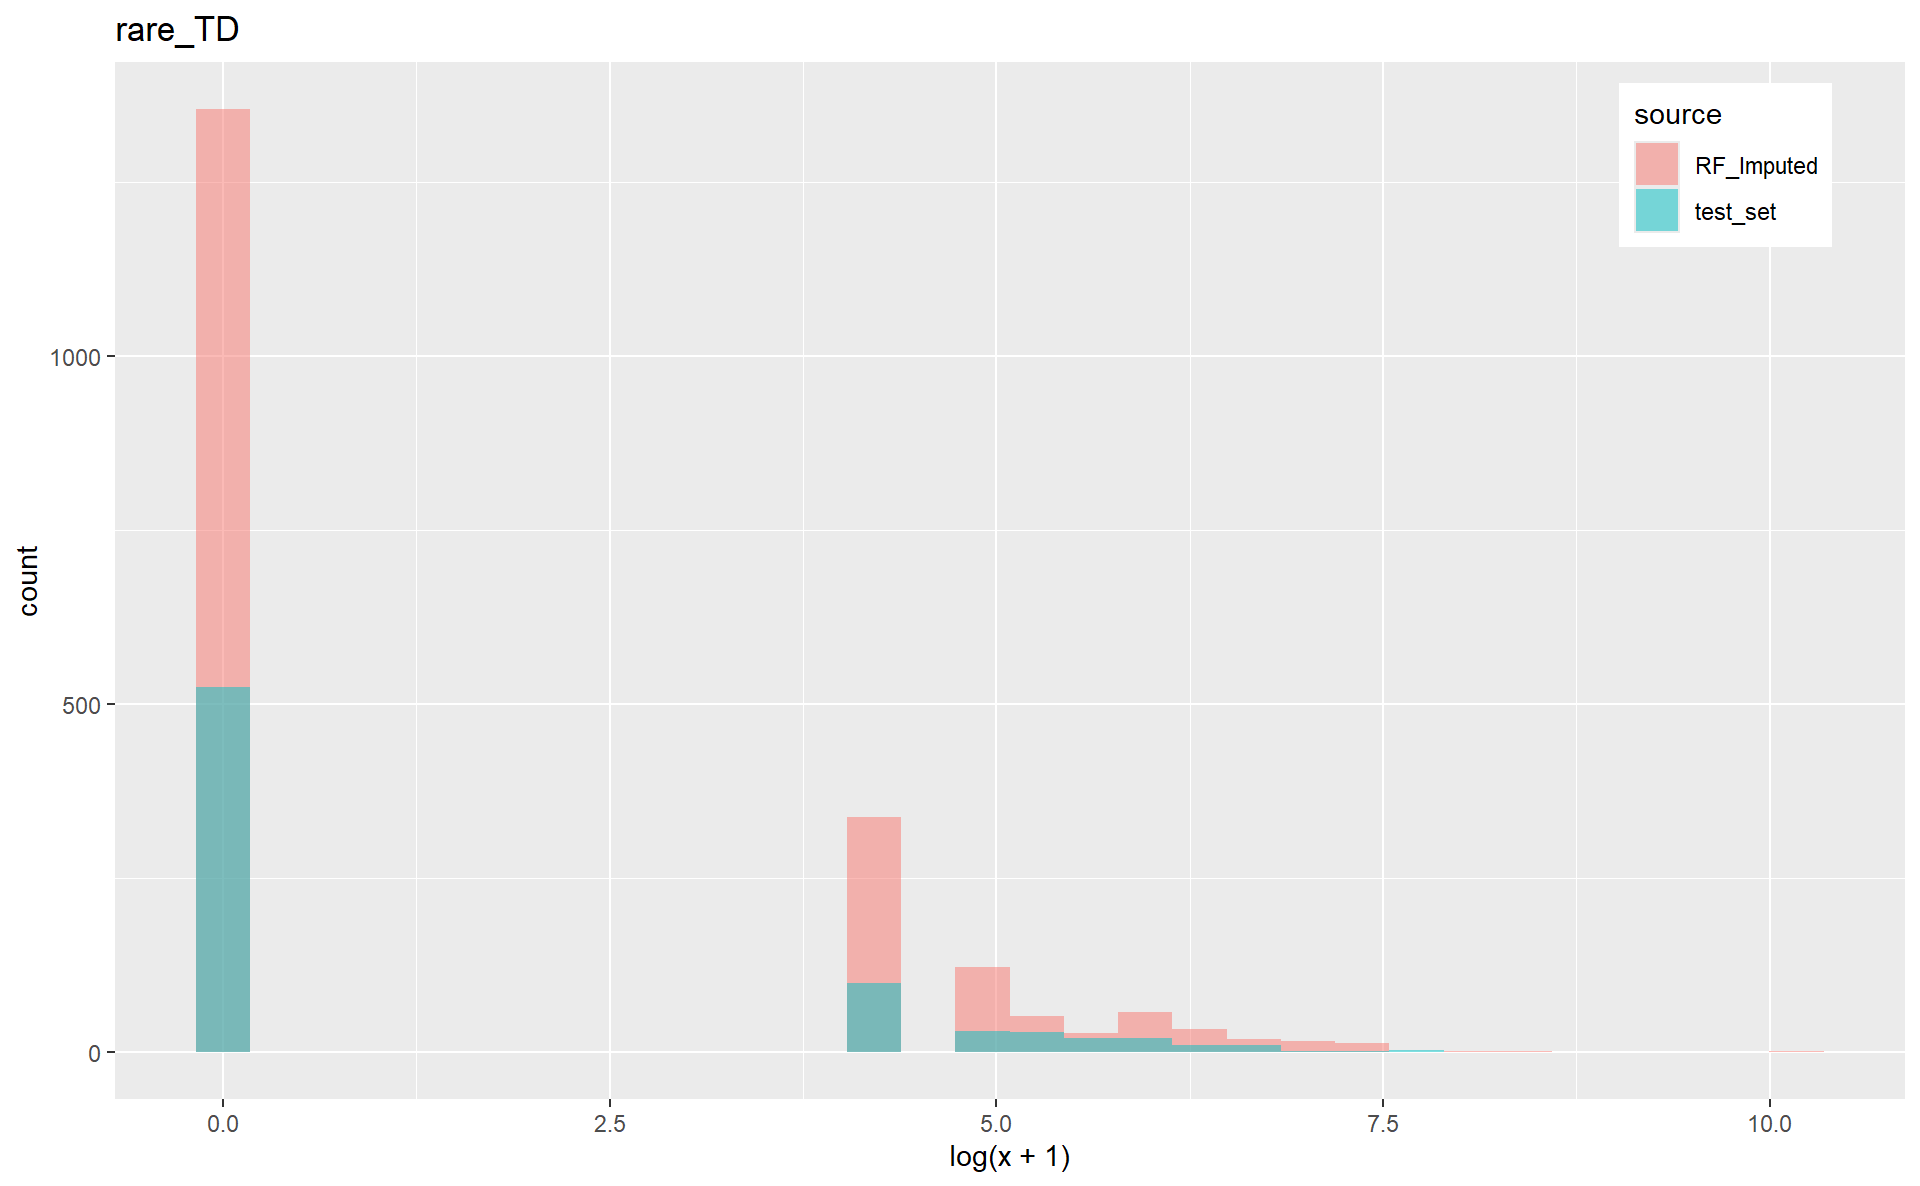 rare_TD
source
RF_Imputed
test_set
1000
500
0
count
0.0 2.5 5.0 7.5 10.0
log(x + 1)